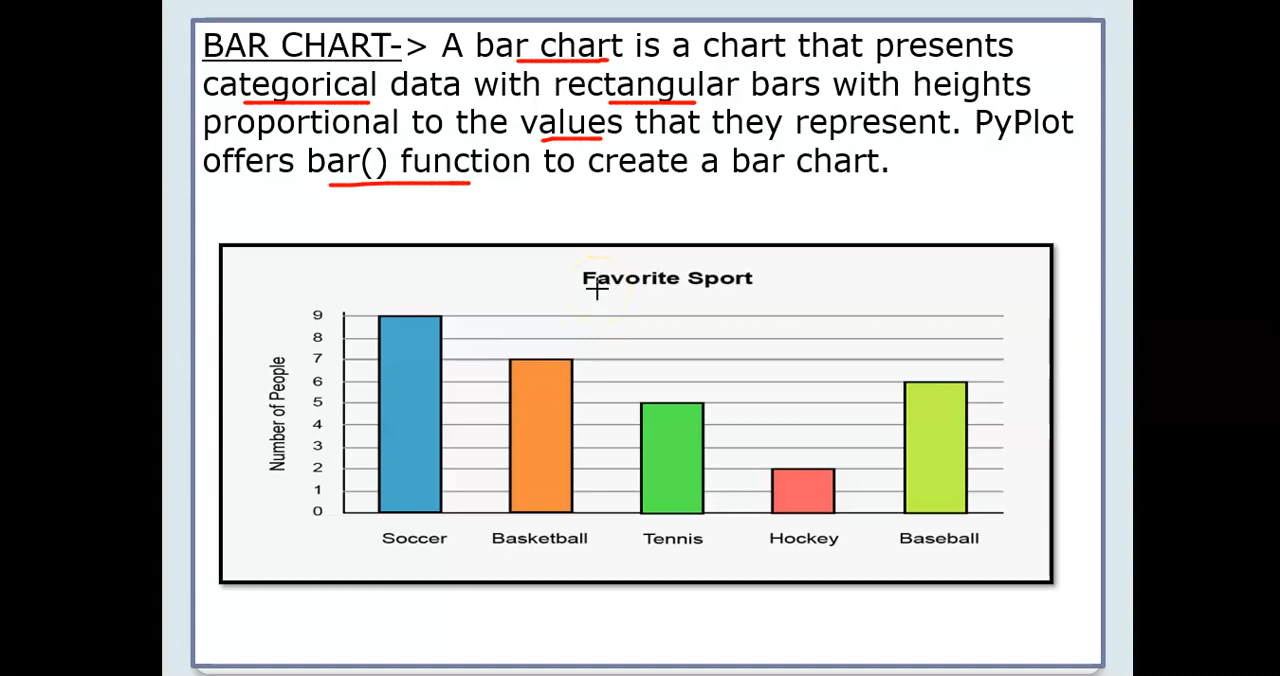 BAR CHART-> A bar chart is a chart that presents
categorical data with rectangular bars with heights
proportional to the values that they represent. PyPlot
offers bar() function to create a bar chart.
Favorite Sport
Number of People
9
8
7
6
5
4
3
2
1
0
Soccer Basketball Tennis Hockey Baseball